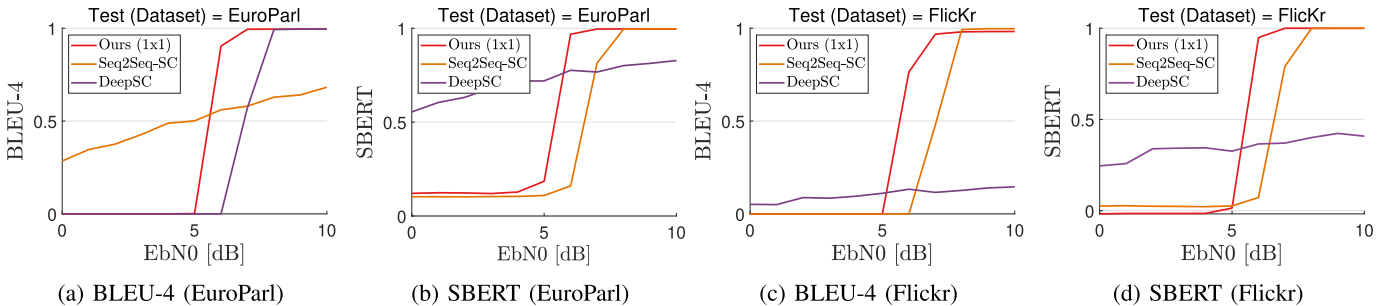 Test (Dataset) = EuroParl
BLEU-4
1
0.5
0
Ours (1x1)
Seq2Seq-SC
DeepSC
0
5
10
EbN0 [dB]
(a) BLEU-4 (EuroParl)
Test (Dataset) = EuroParl
SBERT
1
0.5
0
Ours (1x1)
Seq2Seq-SC
DeepSC
0
5
10
EbN0 [dB]
(b) SBERT (EuroParl)
Test (Dataset) = FlicKr
BLEU-4
1
0.5
0
Ours (1x1)
Seq2Seq-SC
DeepSC
0
5
10
EbN0 [dB]
(c) BLEU-4 (Flickr)
Test (Dataset) = FlicKr
SBERT
1
0.5
0
Ours (1x1)
Seq2Seq-SC
DeepSC
0
5
10
EbN0 [dB]
(d) SBERT (Flickr)